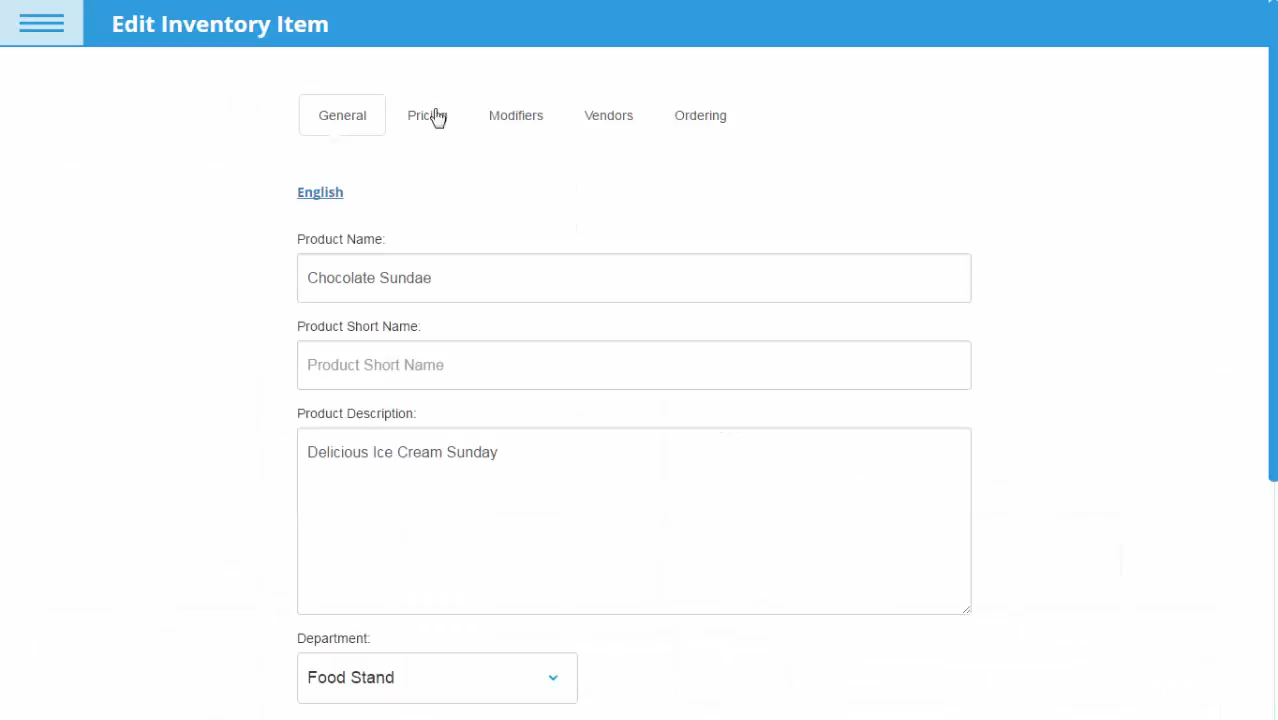 Edit Inventory Item
General Modifiers Vendors Ordering
English
Product Name:
Chocolate Sundae
Product Short Name:
Product Short Name
Product Description:
Delicious Ice Cream Sunday
Department:
Food Stand